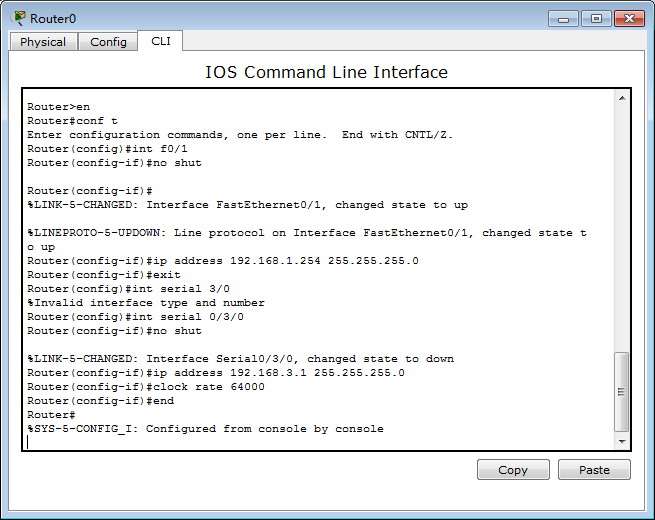 Router0
Physical Config CLI
IOS Command Line Interface
Router>en
Router#conf t
Enter configuration commands, one per line.  End with CNTL/Z.
Router(config)#int f0/1
Router(config-if)#no shut
Router(config-if)#
%LINK-5-CHANGED: Interface FastEthernet0/1, changed state to up
%LINEPROTO-5-UPDOWN: Line protocol on Interface FastEthernet0/1, changed state t
o up
Router(config-if)#ip address 192.168.1.254 255.255.255.0
Router(config-if)#exit
Router(config)#int serial 3/0
%Invalid interface type and number
Router(config)#int serial 0/3/0
Router(config-if)#no shut
%LINK-5-CHANGED: Interface Serial0/3/0, changed state to down
Router(config-if)#ip address 192.168.3.1 255.255.255.0
Router(config-if)#clock rate 64000
Router(config-if)#end
Router#
%SYS-5-CONFIG_I: Configured from console by console
Copy Paste